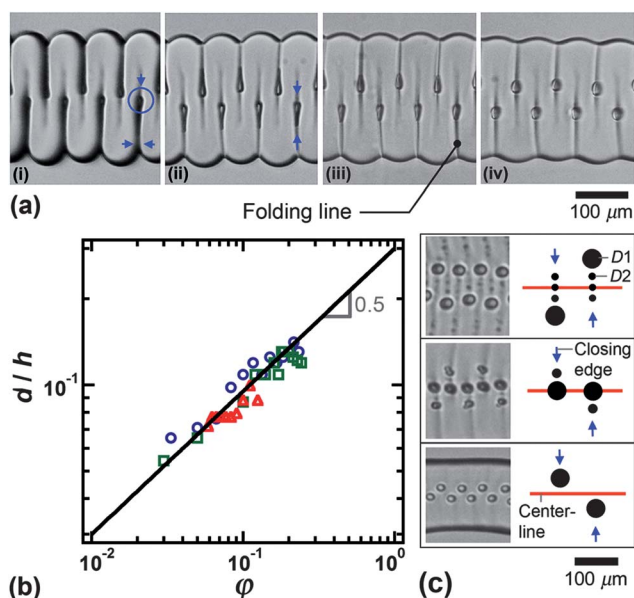 (i)
(ii)
(iii)
(iv)
(a)
Folding line
100 μm
d / h
10⁻¹
0.5
10⁻²
10⁻¹
10⁰
φ
(b)
D1
D2
Closing
edge
Center-
line
(c)
100 μm